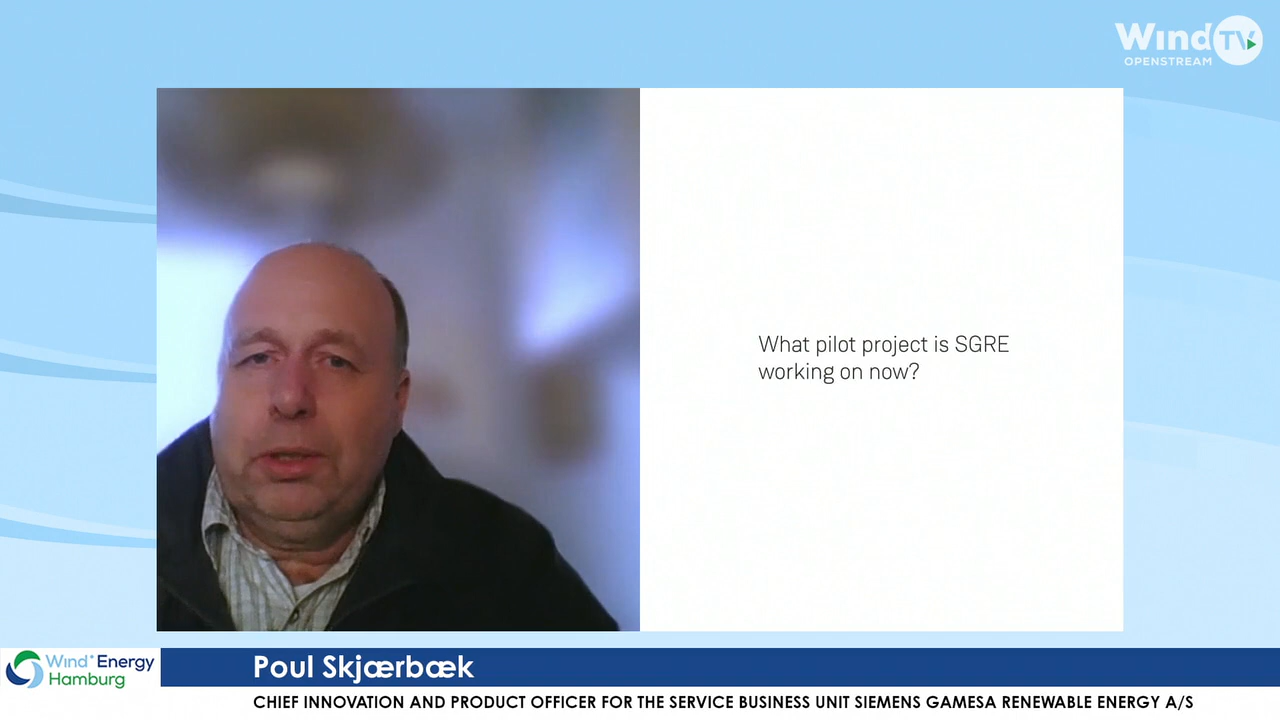 WindTV
OPENSTREAM
What pilot project is SGRE
working on now?
Wind Energy
Hamburg
Poul Skjærbæk
CHIEF INNOVATION AND PRODUCT OFFICER FOR THE SERVICE BUSINESS UNIT SIEMENS GAMESA RENEWABLE ENERGY A/S